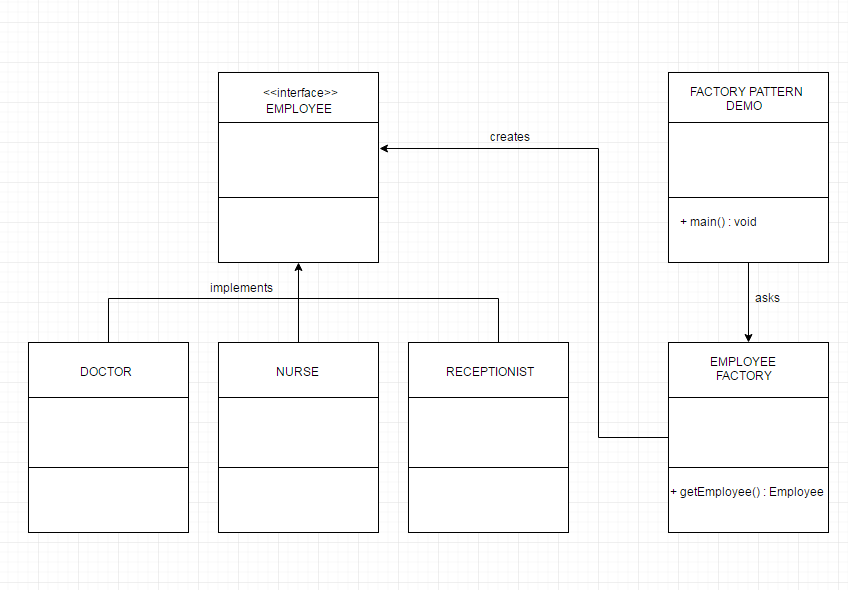 <<interface>>
EMPLOYEE
FACTORY PATTERN
DEMO
creates
+ main() : void
implements
asks
DOCTOR
NURSE
RECEPTIONIST
EMPLOYEE
FACTORY
+ getEmployee() : Employee